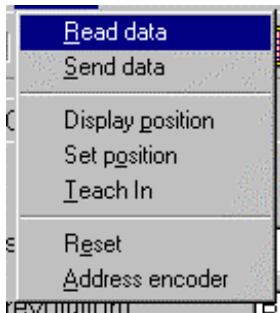 Read data
Send data
Display position
Set position
Teach In
Reset
Address encoder